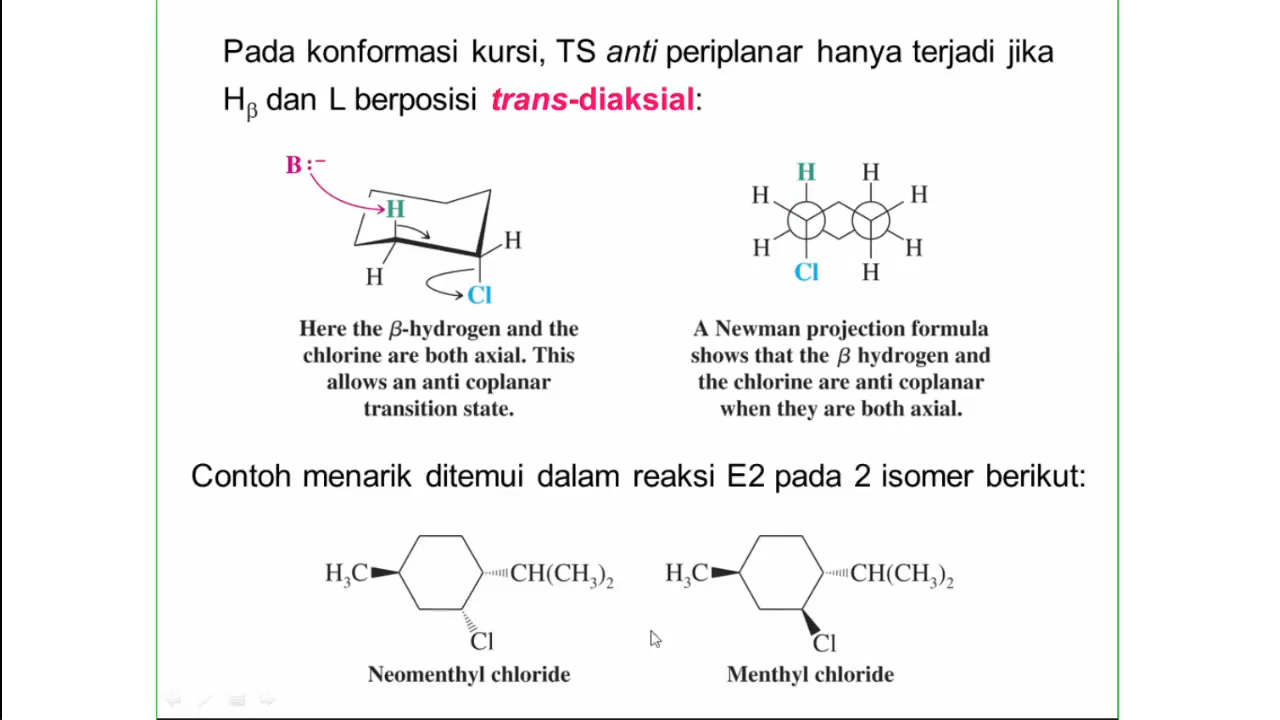 Pada konformasi kursi, TS anti periplanar hanya terjadi jika
Hβ dan L berposisi trans-diaksial:
B:−
H
H
H
Cl
H H
H H
H H
Cl H
Here the β-hydrogen and the
chlorine are both axial. This
allows an anti coplanar
transition state.
A Newman projection formula
shows that the β hydrogen and
the chlorine are anti coplanar
when they are both axial.
Contoh menarik ditemui dalam reaksi E2 pada 2 isomer berikut:
H3C CH(CH3)2
Cl
Neomenthyl chloride
H3C CH(CH3)2
Cl
Menthyl chloride